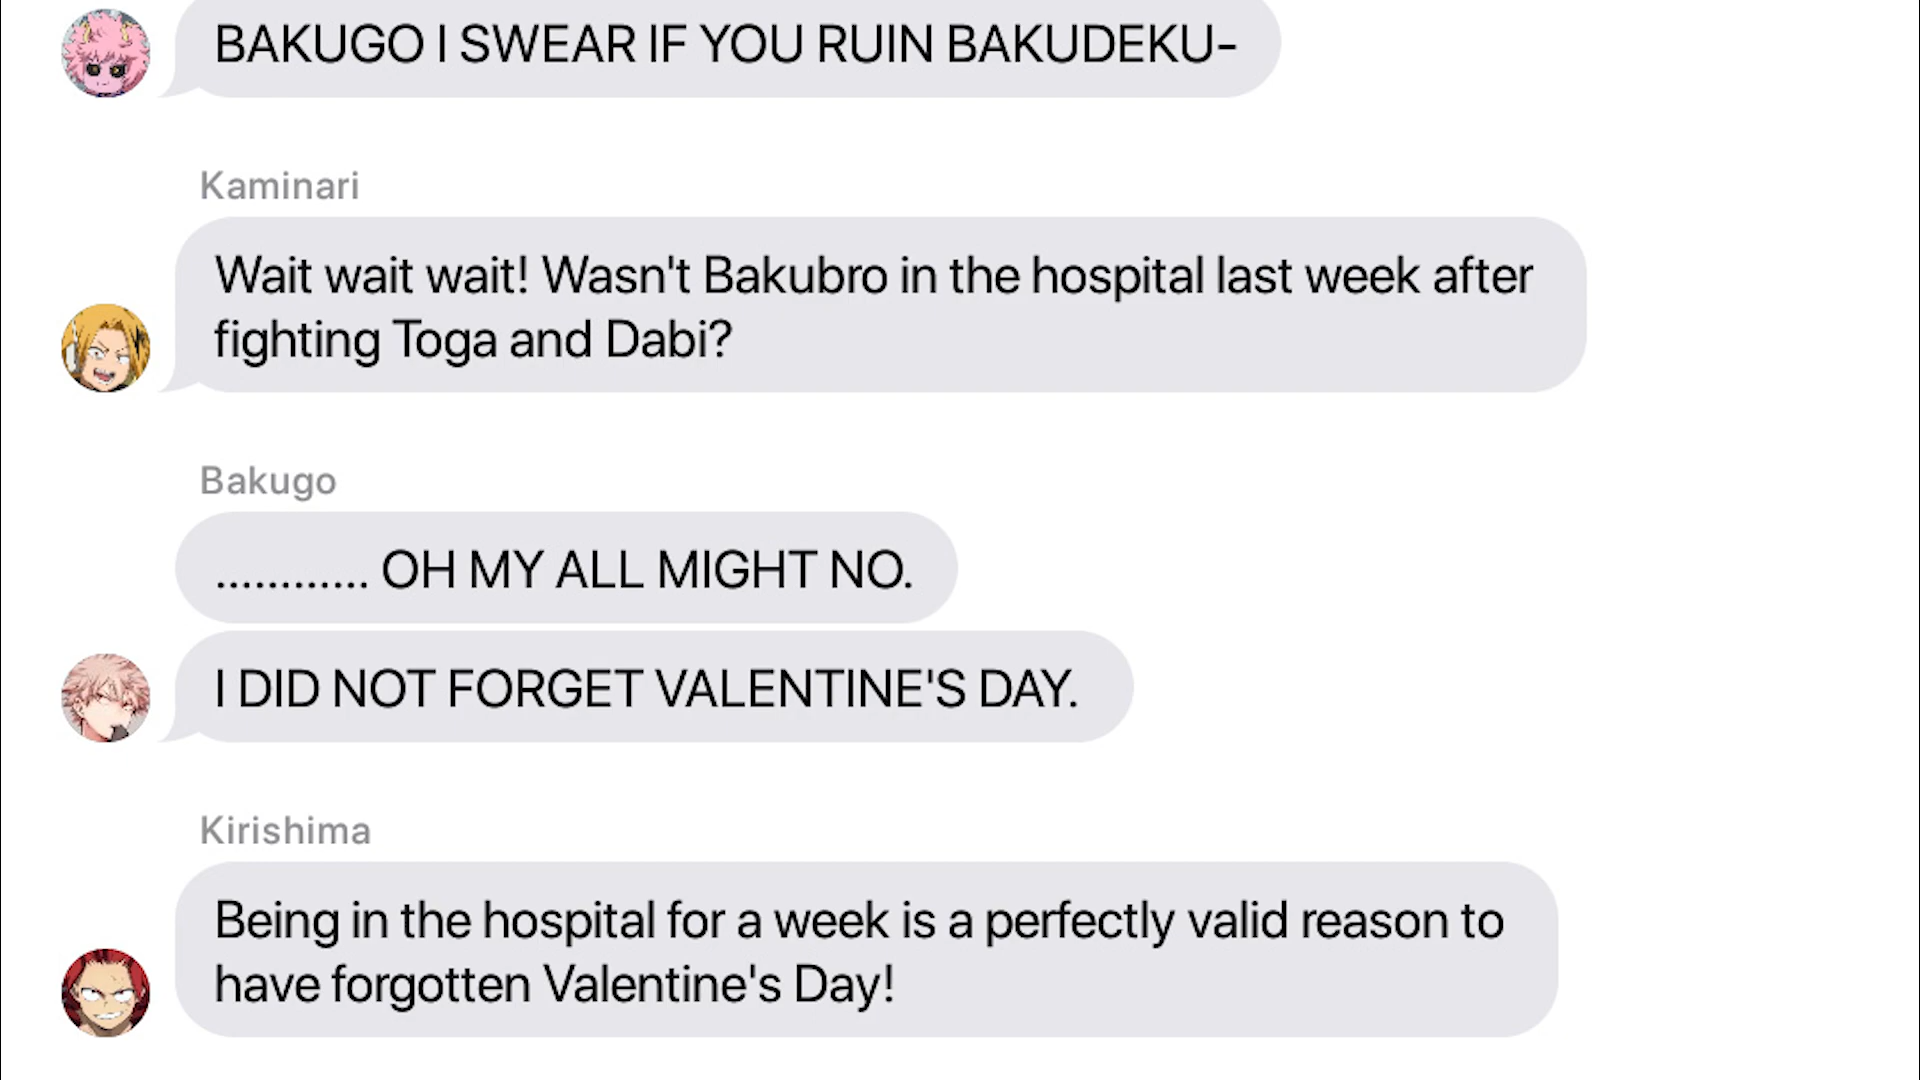 BAKUGO I SWEAR IF YOU RUIN BAKUDEKU-
Kaminari
Wait wait wait! Wasn't Bakubro in the hospital last week after
fighting Toga and Dabi?
Bakugo
............ OH MY ALL MIGHT NO.
I DID NOT FORGET VALENTINE'S DAY.
Kirishima
Being in the hospital for a week is a perfectly valid reason to
have forgotten Valentine's Day!